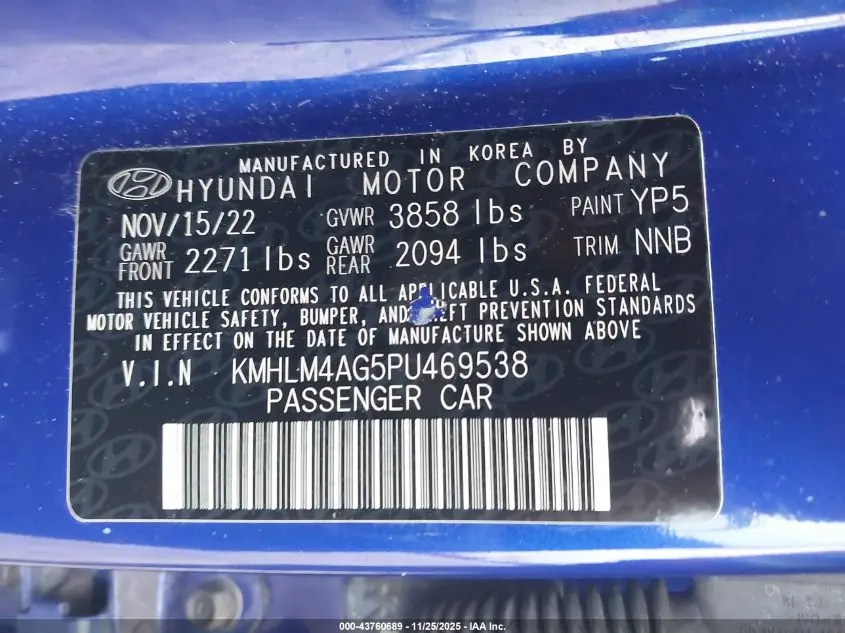 MANUFACTURED IN KOREA BY
HYUNDAI MOTOR COMPANY
NOV/15/22 GVWR 3858 lbs PAINT YP5
GAWR FRONT 2271 lbs GAWR REAR 2094 lbs TRIM NNB
THIS VEHICLE CONFORMS TO ALL APPLICABLE U.S.A. FEDERAL
MOTOR VEHICLE SAFETY, BUMPER, AND THEFT PREVENTION STANDARDS
IN EFFECT ON THE DATE OF MANUFACTURE SHOWN ABOVE
V.I.N KMHLM4AG5PU469538
PASSENGER CAR
000-43760689 - 11/25/2025 - IAA Inc.